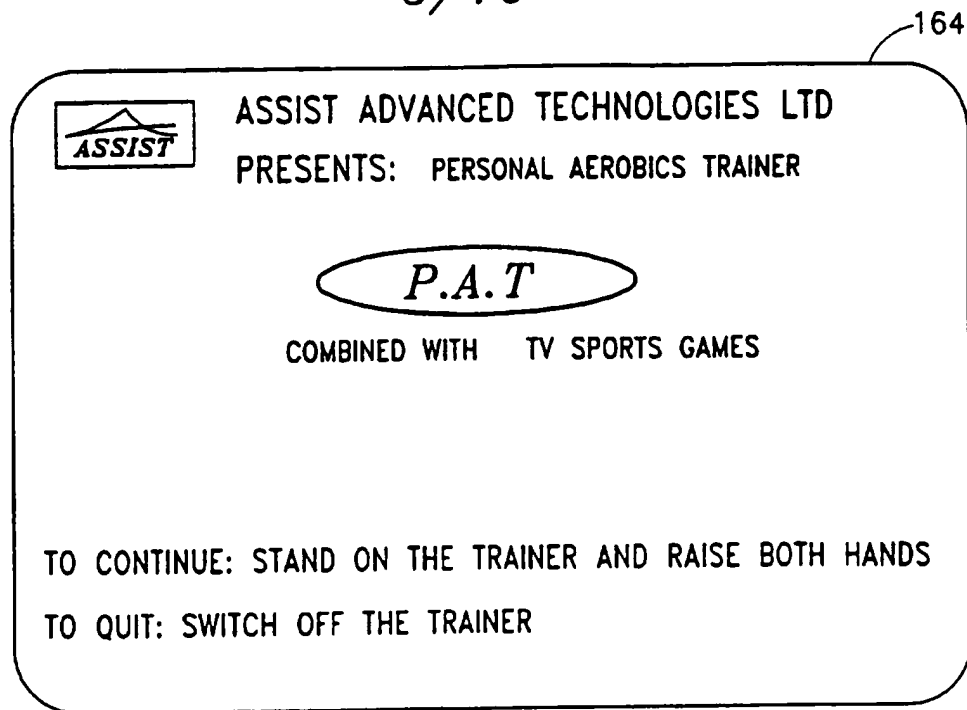 164
ASSIST
ASSIST ADVANCED TECHNOLOGIES LTD
PRESENTS: PERSONAL AEROBICS TRAINER
P.A.T
COMBINED WITH TV SPORTS GAMES
TO CONTINUE: STAND ON THE TRAINER AND RAISE BOTH HANDS
TO QUIT: SWITCH OFF THE TRAINER